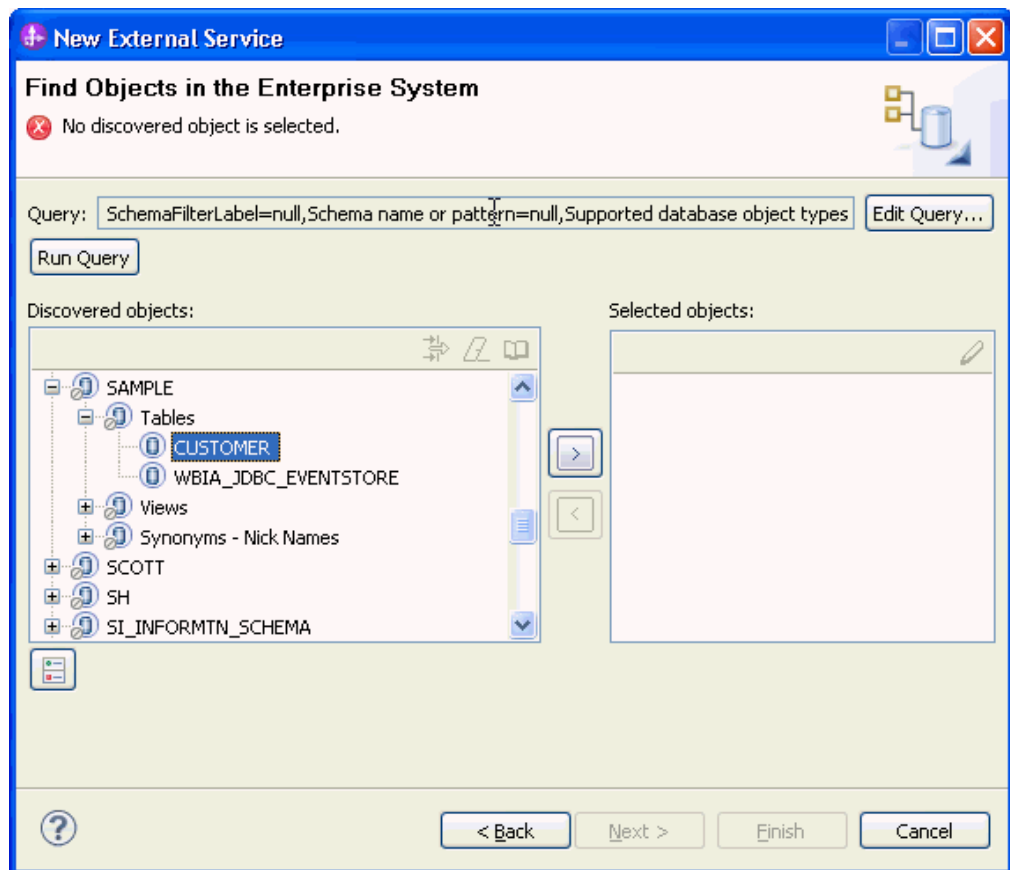 New External Service
Find Objects in the Enterprise System
No discovered object is selected.
Query: SchemaFilterLabel=null,Schema name or pattern=null,Supported database object types Edit Query...
Run Query
Discovered objects: Selected objects:
SAMPLE
Tables
CUSTOMER
WBIA_JDBC_EVENTSTORE
Views
Synonyms - Nick Names
SCOTT
SH
SI_INFORMTN_SCHEMA
>
<
? < Back Next > Finish Cancel